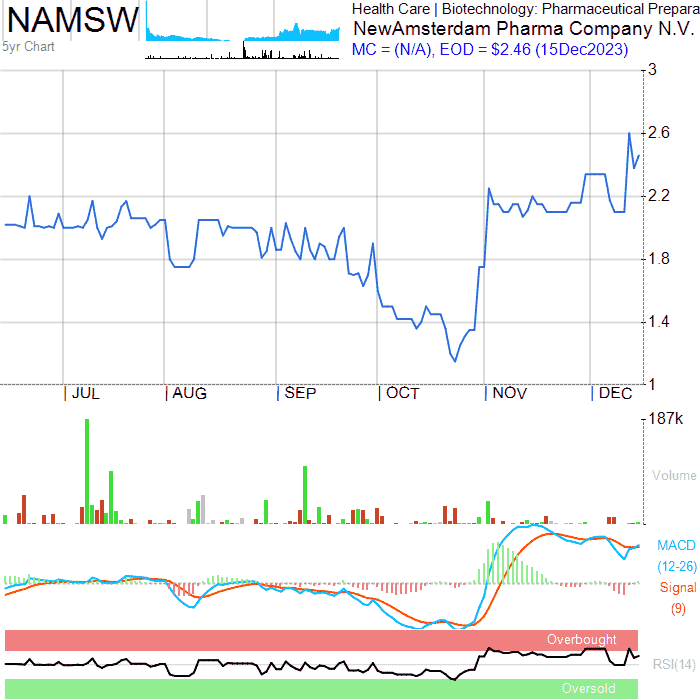 NAMSW
5yr Chart
Health Care | Biotechnology: Pharmaceutical Prepara
NewAmsterdam Pharma Company N.V.
MC = (N/A), EOD = $2.46 (15Dec2023)
3
2.6
2.2
1.8
1.4
1
JUL AUG SEP OCT NOV DEC
187k
Volume
MACD
(12-26)
Signal
(9)
Overbought
RSI(14)
Oversold